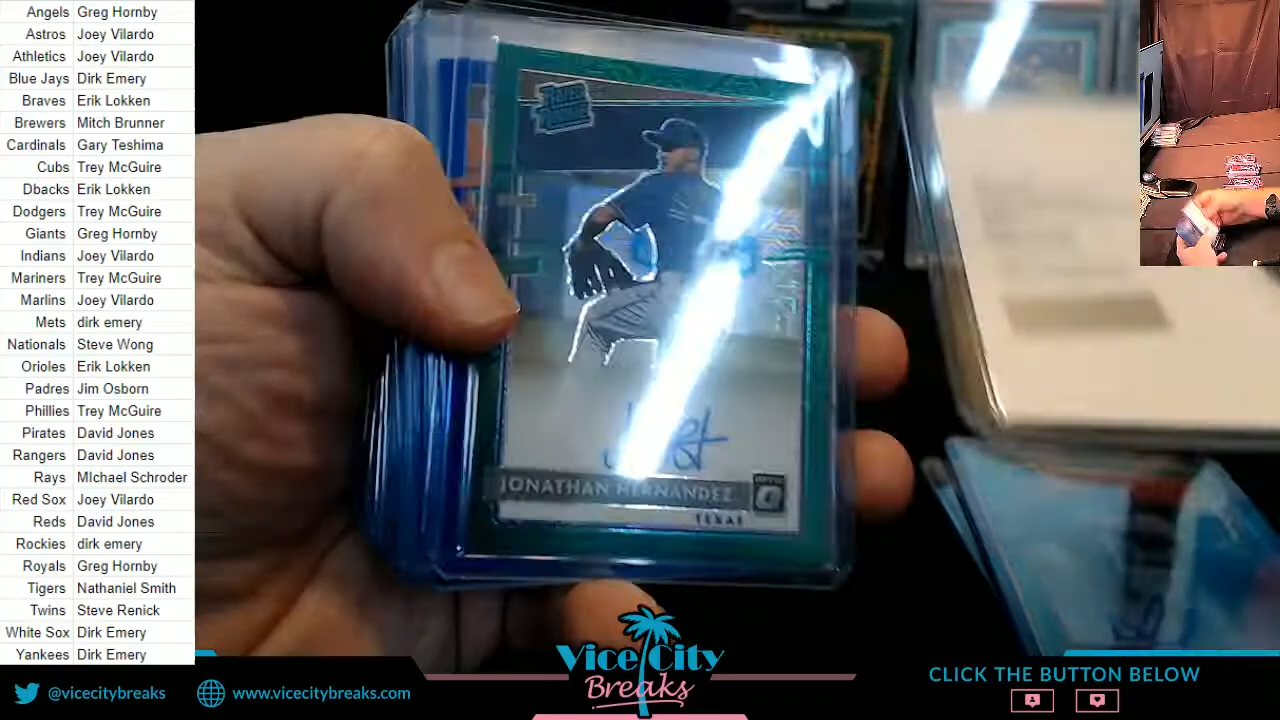 Angels Greg Hornby
Astros Joey Vilardo
Athletics Joey Vilardo
Blue Jays Dirk Emery
Braves Erik Lokken
Brewers Mitch Brunner
Cardinals Gary Teshima
Cubs Trey McGuire
Dbacks Erik Lokken
Dodgers Trey McGuire
Giants Greg Hornby
Indians Joey Vilardo
Mariners Trey McGuire
Marlins Joey Vilardo
Mets dirk emery
Nationals Steve Wong
Orioles Erik Lokken
Padres Jim Osborn
Phillies Trey McGuire
Pirates David Jones
Rangers David Jones
Rays MIchael Schroder
Red Sox Joey Vilardo
Reds David Jones
Rockies dirk emery
Royals Greg Hornby
Tigers Nathaniel Smith
Twins Steve Renick
White Sox Dirk Emery
Yankees Dirk Emery
JONATHAN HERNANDEZ
TEXAS
@vicecitybreaks
www.vicecitybreaks.com
Vice City
Breaks
CLICK THE BUTTON BELOW